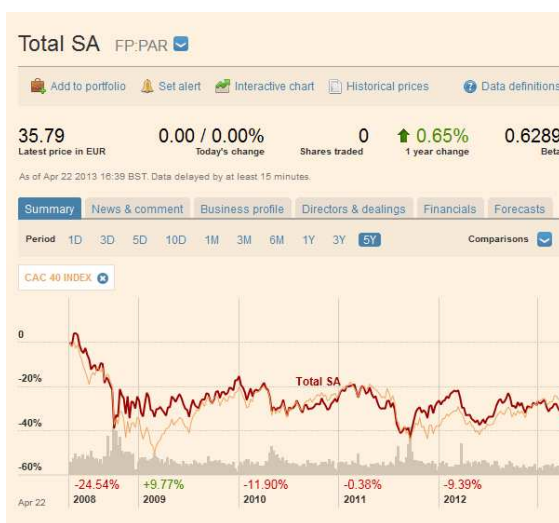 Total SA FP:PAR
Add to portfolio Set alert Interactive chart Historical prices Data definitions
35.79 0.00 / 0.00% 0 0.65% 0.6289
Latest price in EUR Today's change Shares traded 1 year change Beta
As of Apr 22 2013 16:39 BST. Data delayed by at least 15 minutes.
Summary News & comment Business profile Directors & dealings Financials Forecasts
Period 1D 3D 5D 10D 1M 3M 6M 1Y 3Y 5Y Comparisons
CAC 40 INDEX
0
-20%
Total SA
-40%
-60%
-24.54% +9.77% -11.90% -0.38% -9.39%
Apr 22 2008 2009 2010 2011 2012